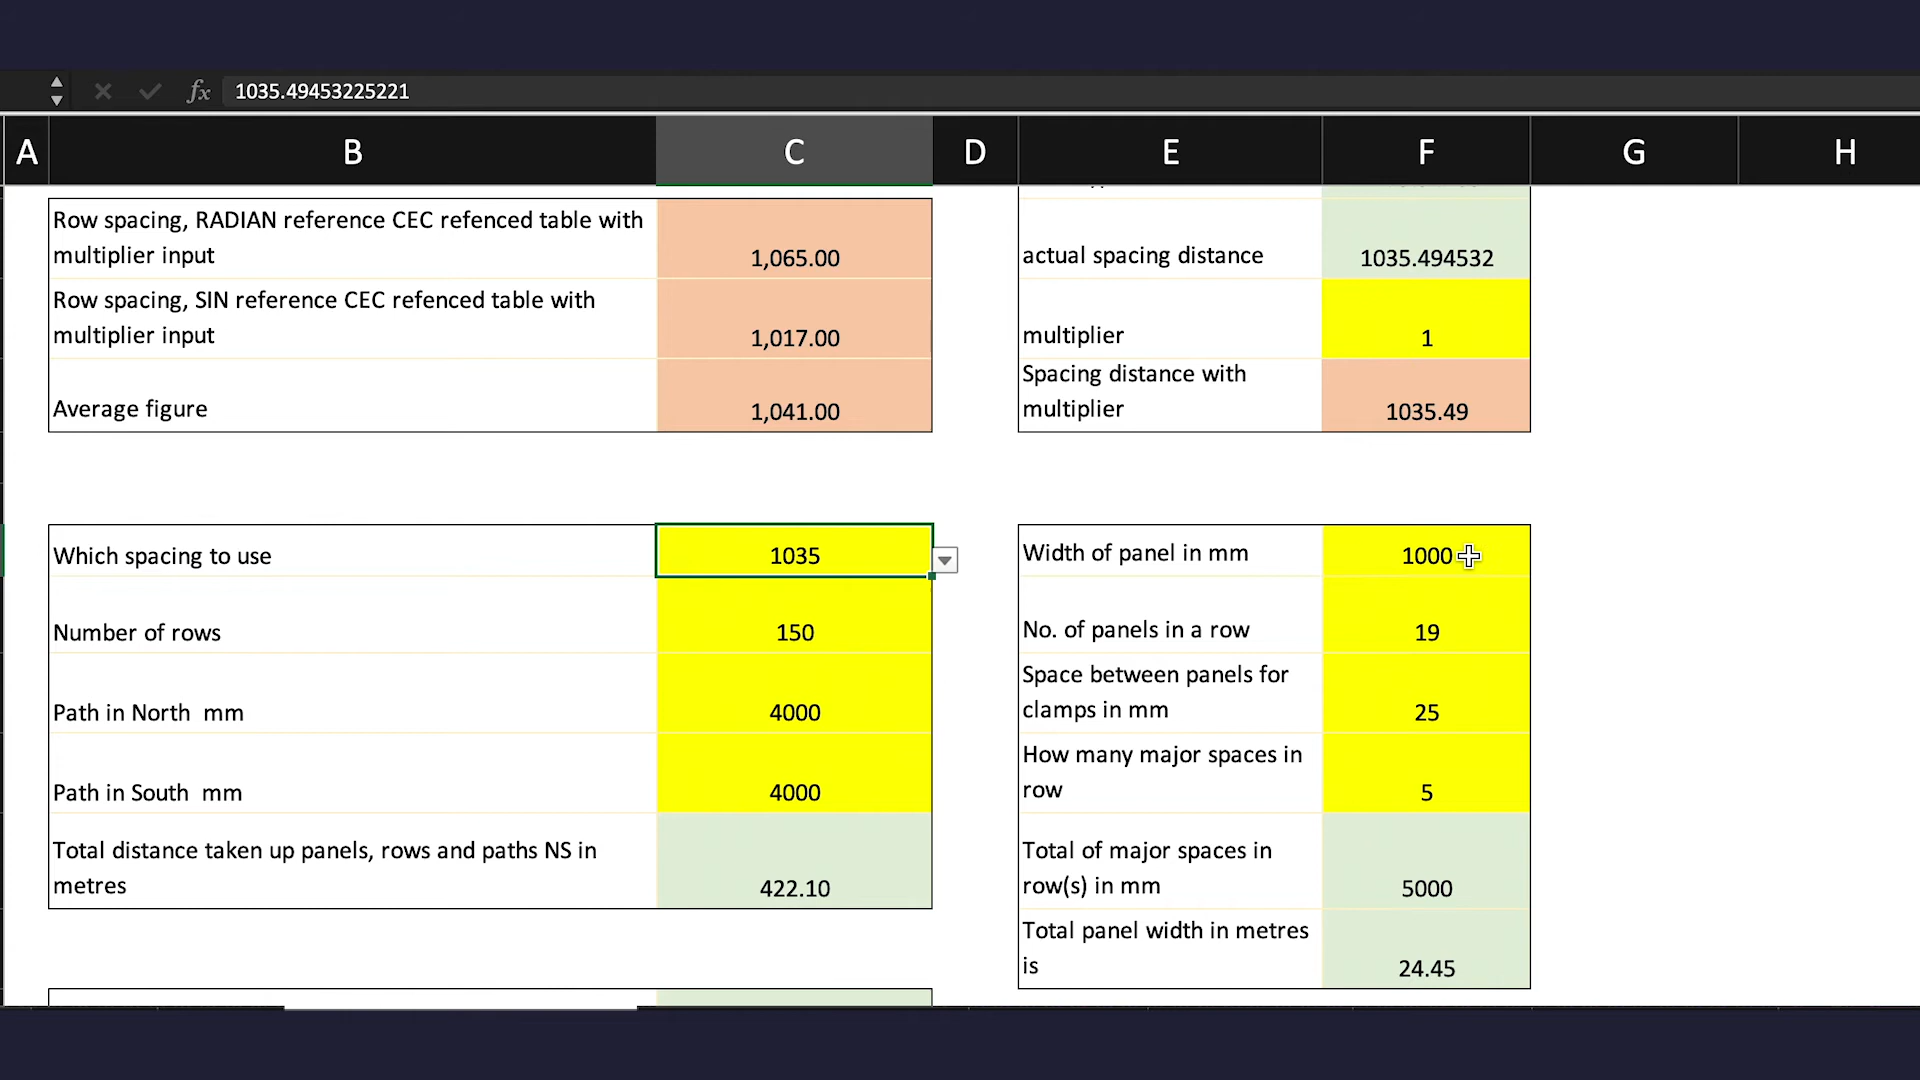 fx 1035.49453225221
A B C D E F G H
Row spacing, RADIAN reference CEC refenced table with
multiplier input
1,065.00
Row spacing, SIN reference CEC refenced table with
multiplier input
1,017.00
Average figure
1,041.00
actual spacing distance
1035.494532
multiplier
1
Spacing distance with
multiplier
1035.49
Which spacing to use
1035
Number of rows
150
Path in North mm
4000
Path in South mm
4000
Total distance taken up panels, rows and paths NS in
metres
422.10
Width of panel in mm
1000
No. of panels in a row
19
Space between panels for
clamps in mm
25
How many major spaces in
row
5
Total of major spaces in
row(s) in mm
5000
Total panel width in metres
is
24.45